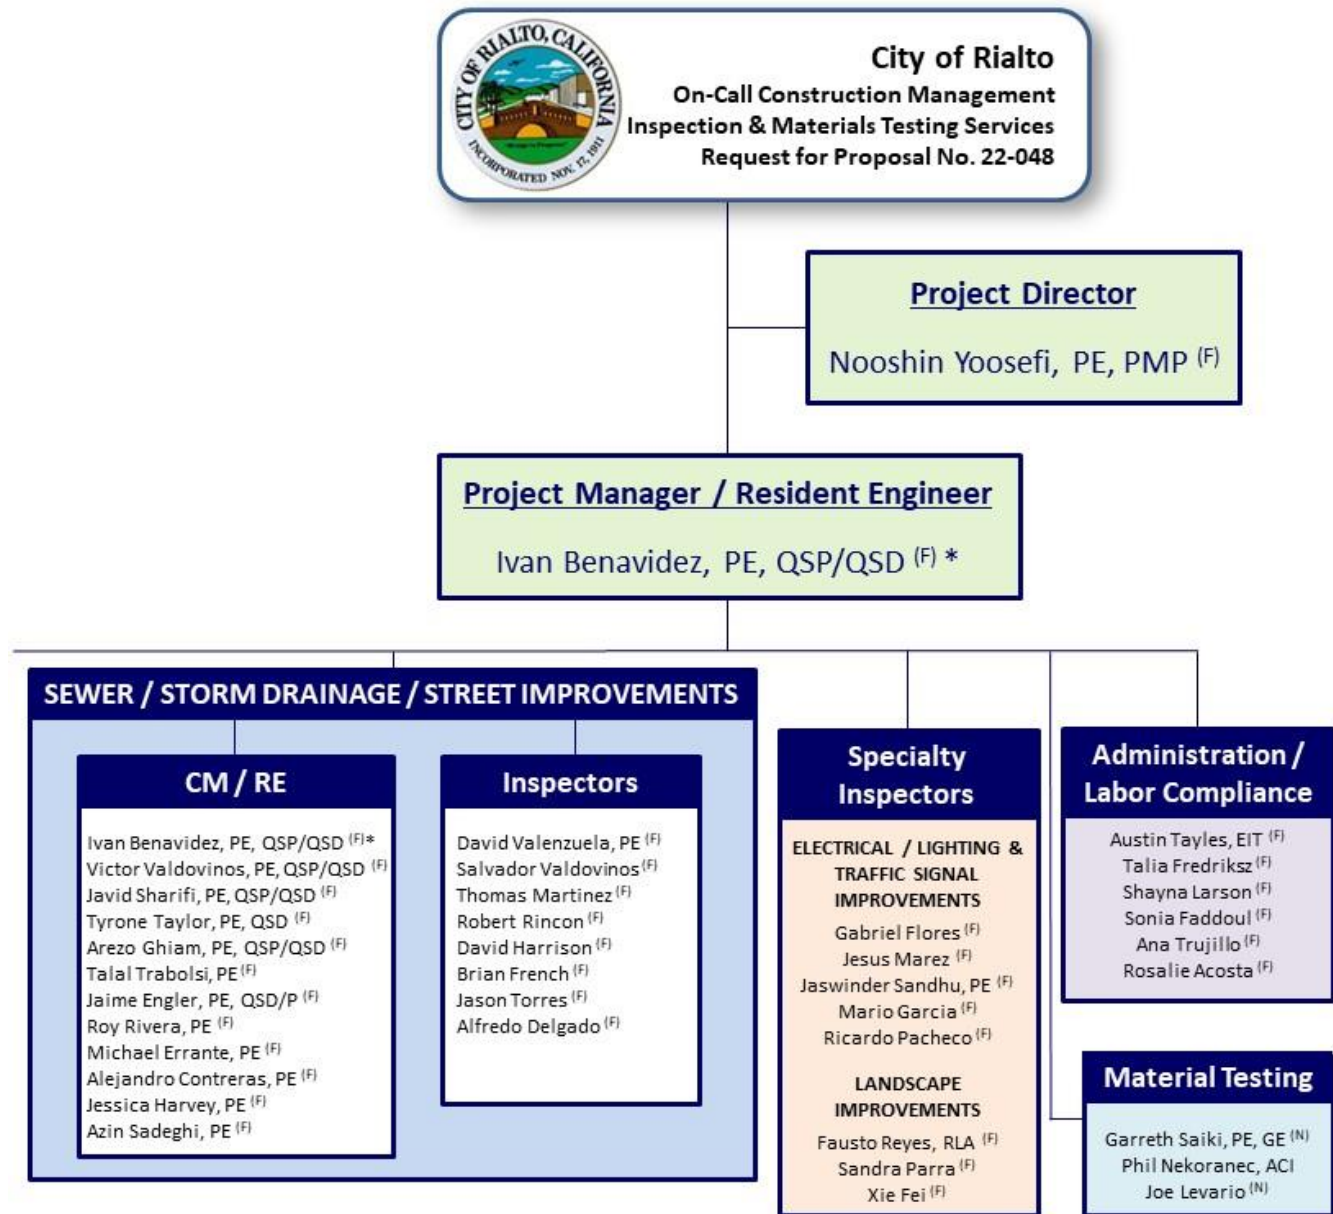 CITY OF RIALTO, CALIFORNIA
INCORPORATED NOV. 17, 1911
City of Rialto
On-Call Construction Management
Inspection & Materials Testing Services
Request for Proposal No. 22-048
Project Director
Nooshin Yoosefi, PE, PMP (F)
Project Manager / Resident Engineer
Ivan Benavidez, PE, QSP/QSD (F) *
SEWER / STORM DRAINAGE / STREET IMPROVEMENTS
CM / RE
Ivan Benavidez, PE, QSP/QSD (F)*
Victor Valdovinos, PE, QSP/QSD (F)
Javid Sharifi, PE, QSP/QSD (F)
Tyrone Taylor, PE, QSD (F)
Arezo Ghiam, PE, QSP/QSD (F)
Talal Trabolsi, PE (F)
Jaime Engler, PE, QSD/P (F)
Roy Rivera, PE (F)
Michael Errante, PE (F)
Alejandro Contreras, PE (F)
Jessica Harvey, PE (F)
Azin Sadeghi, PE (F)
Inspectors
David Valenzuela, PE (F)
Salvador Valdovinos (F)
Thomas Martinez (F)
Robert Rincon (F)
David Harrison (F)
Brian French (F)
Jason Torres (F)
Alfredo Delgado (F)
Specialty
Inspectors
ELECTRICAL / LIGHTING &
TRAFFIC SIGNAL
IMPROVEMENTS
Gabriel Flores (F)
Jesus Marez (F)
Jaswinder Sandhu, PE (F)
Mario Garcia (F)
Ricardo Pacheco (F)
LANDSCAPE
IMPROVEMENTS
Fausto Reyes, RLA (F)
Sandra Parra (F)
Xie Fei (F)
Administration /
Labor Compliance
Austin Tayles, EIT (F)
Talia Fredriksz (F)
Shayna Larson (F)
Sonia Faddoul (F)
Ana Trujillo (F)
Rosalie Acosta (F)
Material Testing
Garreth Saiki, PE, GE (N)
Phil Nekoranec, ACI
Joe Levario (N)